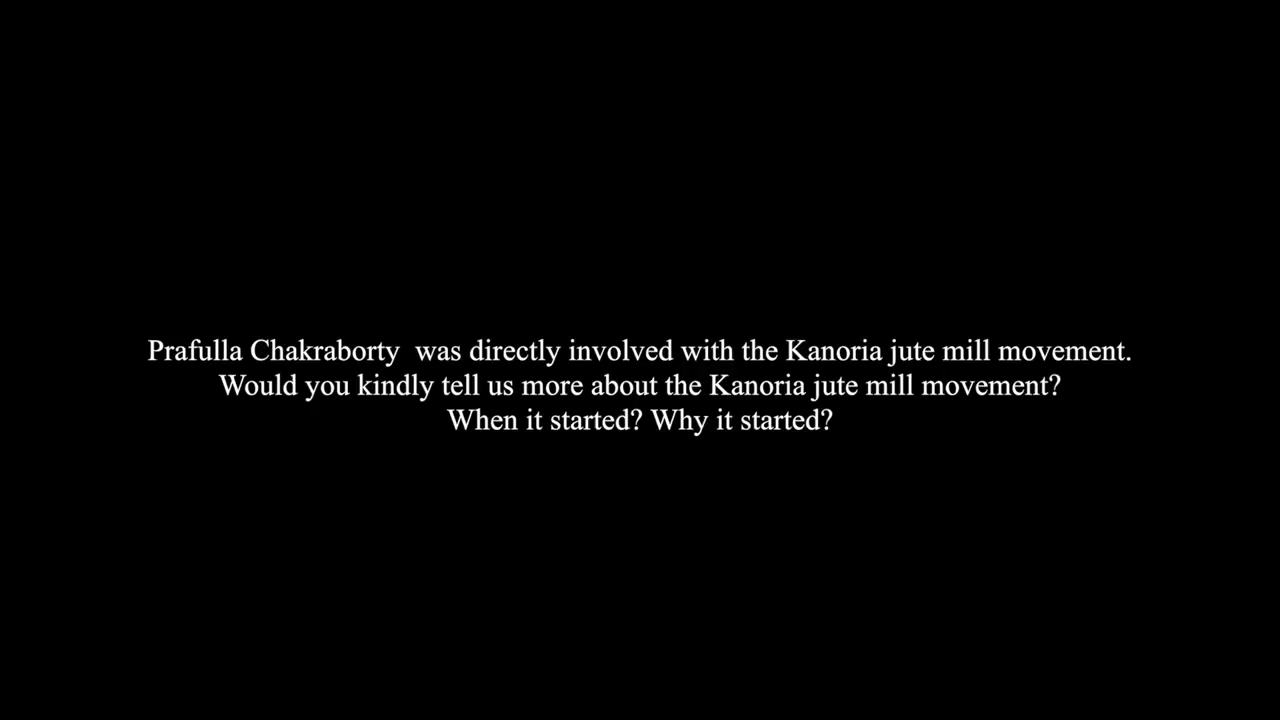 Prafulla Chakraborty  was directly involved with the Kanoria jute mill movement.
Would you kindly tell us more about the Kanoria jute mill movement?
When it started? Why it started?